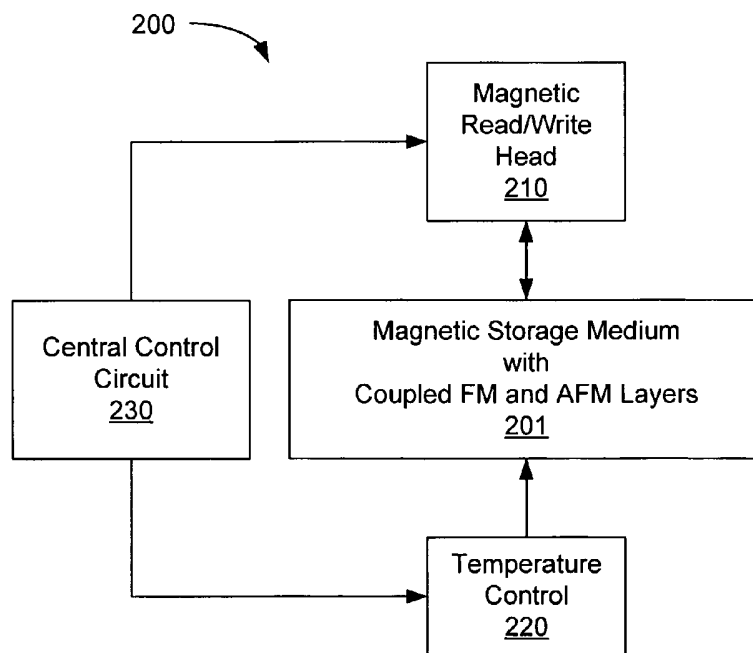 200
Magnetic
Read/Write
Head
210
Central Control
Circuit
230
Magnetic Storage Medium
with
Coupled FM and AFM Layers
201
Temperature
Control
220